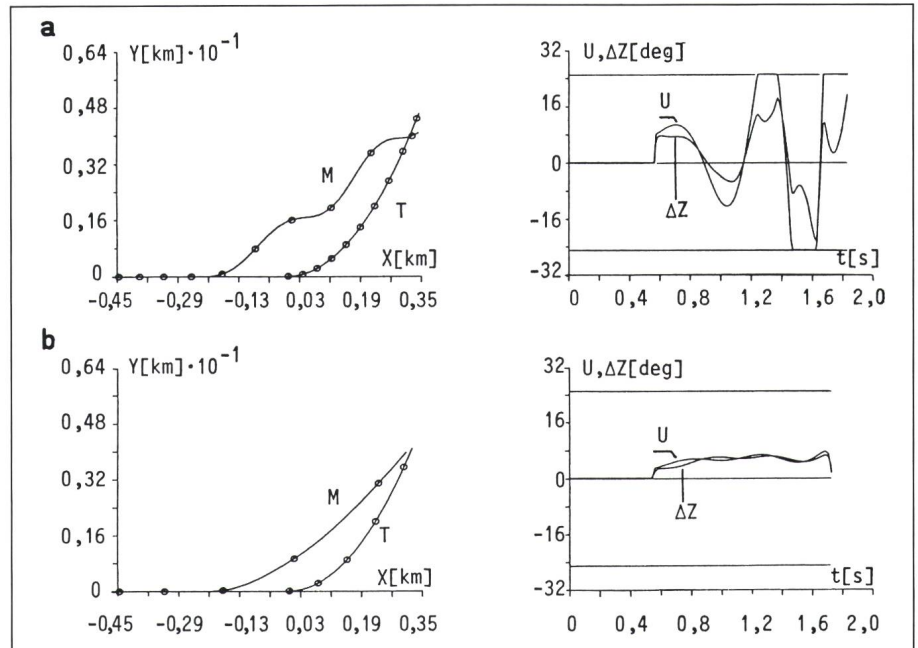 a
0,64 Y[km]·10⁻¹
0,48
0,32
0,16
0
M
T
X[km]
-0,45 -0,29 -0,13 0,03 0,19 0,35
32 U,ΔZ[deg]
16
0
-16
-32
U
ΔZ
t[s]
0 0,4 0,8 1,2 1,6 2,0
b
0,64 Y[km]·10⁻¹
0,48
0,32
0,16
0
M
T
X[km]
-0,45 -0,29 -0,13 0,03 0,19 0,35
32 U,ΔZ[deg]
16
0
-16
-32
U
ΔZ
t[s]
0 0,4 0,8 1,2 1,6 2,0